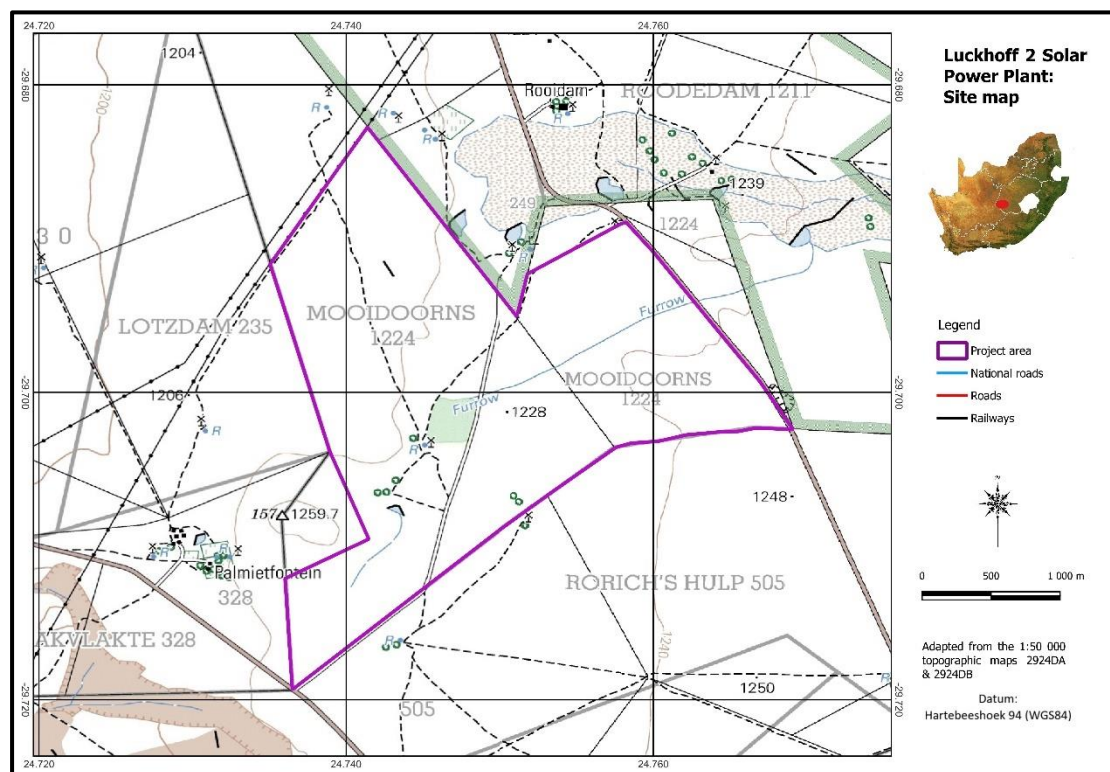 24.720
24.740
24.760
Luckhoff 2 Solar
Power Plant:
Site map
-29.680
-29.680
1204
1200
R
R
R
Rooidam
R
ROODEDAM 1211
1239
249
1224
3 0
R
LOTZDAM 235
MOOIDOORNS
1224
R
Furrow
MOOIDOORNS
1224
Legend
Project area
National roads
Roads
Railways
-29.700
-29.700
1206
R
Furrow
1228
R
157
1259.7
1248
N
0
500
1 000 m
R
R
Palmietfontein
328
RORICH'S HULP 505
AKVLAKTE 328
R
1240
1250
R
505
-29.720
-29.720
Adapted from the 1:50 000
topographic maps 2924DA
& 2924DB
Datum:
Hartebeeshoek 94 (WGS84)
24.720
24.740
24.760